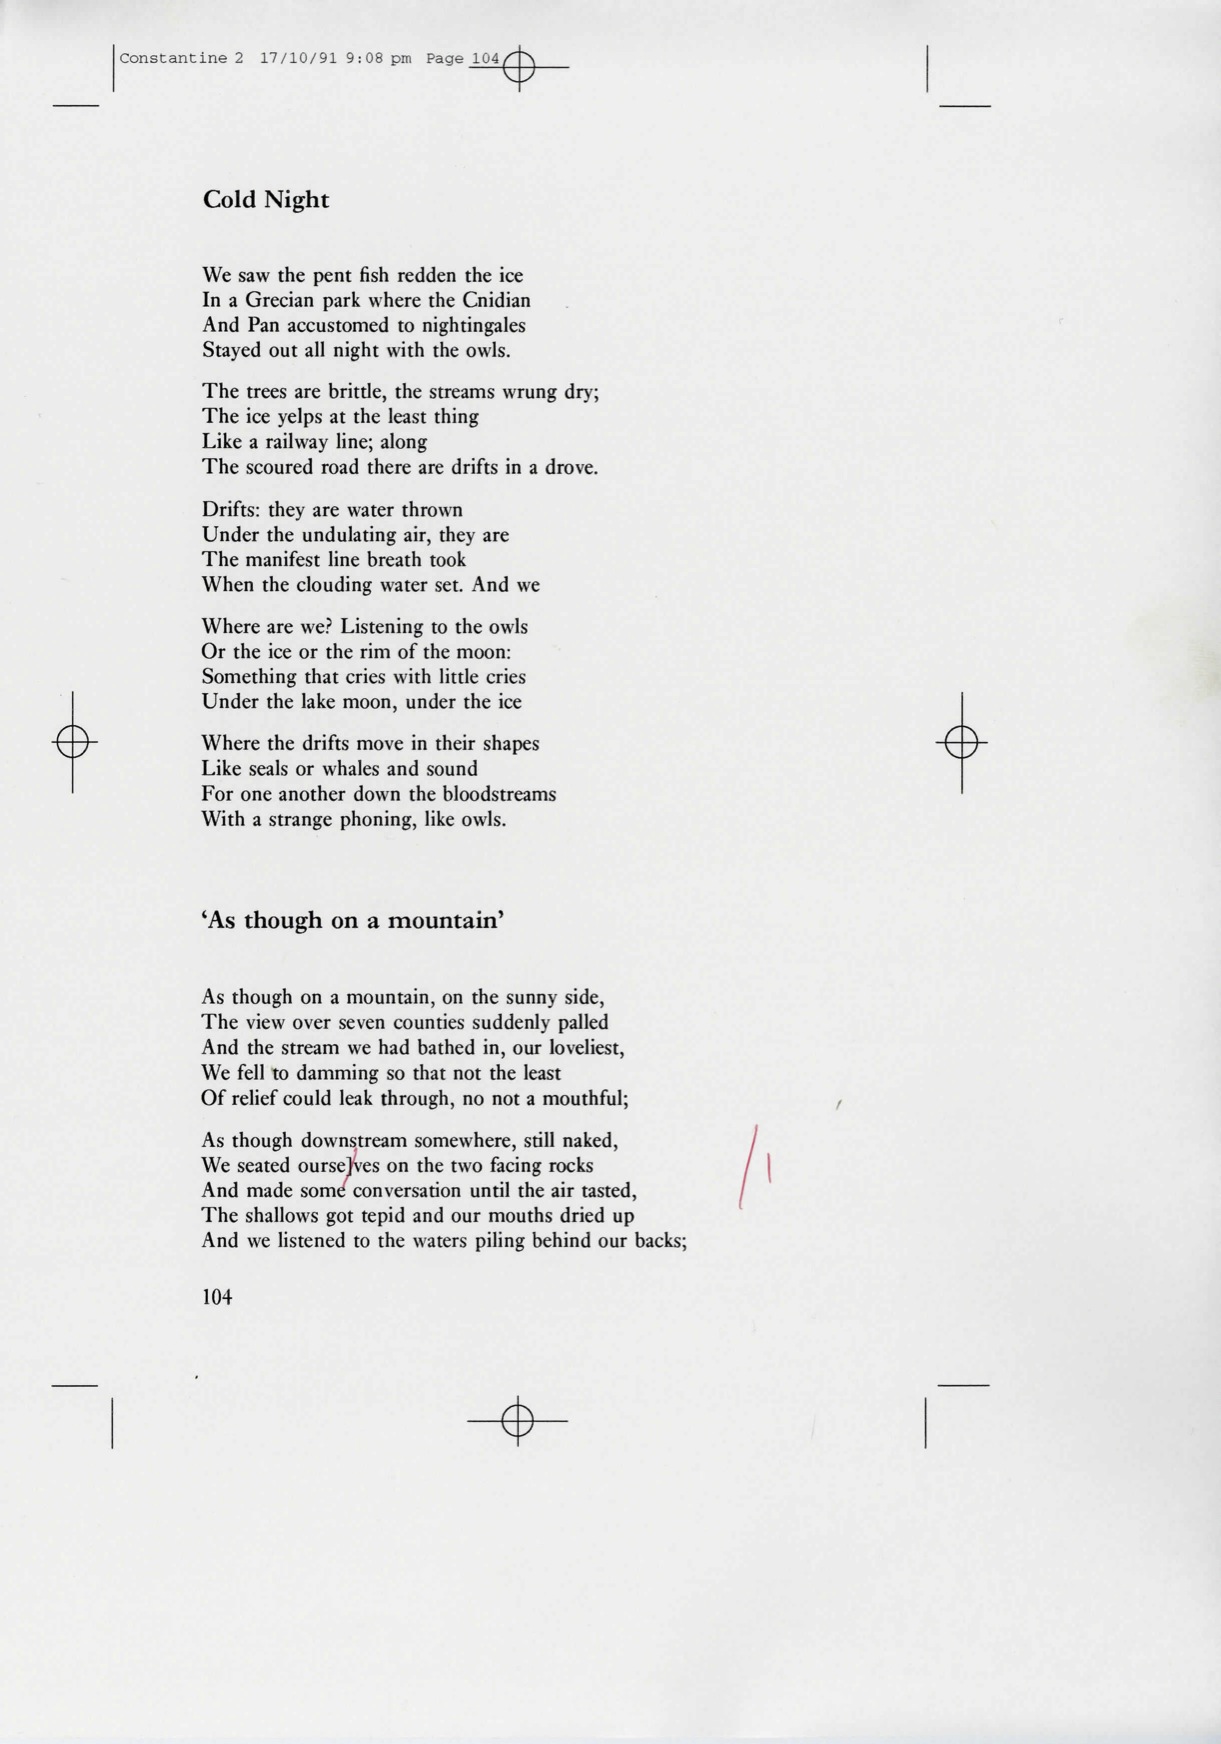 Constantine 2 17/10/91 9:08 pm Page 104
Cold Night
We saw the pent fish redden the ice
In a Grecian park where the Cnidian
And Pan accustomed to nightingales
Stayed out all night with the owls.
The trees are brittle, the streams wrung dry;
The ice yelps at the least thing
Like a railway line; along
The scoured road there are drifts in a drove.
Drifts: they are water thrown
Under the undulating air, they are
The manifest line breath took
When the clouding water set. And we
Where are we? Listening to the owls
Or the ice or the rim of the moon:
Something that cries with little cries
Under the lake moon, under the ice
Where the drifts move in their shapes
Like seals or whales and sound
For one another down the bloodstreams
With a strange phoning, like owls.
‘As though on a mountain’
As though on a mountain, on the sunny side,
The view over seven counties suddenly palled
And the stream we had bathed in, our loveliest,
We fell to damming so that not the least
Of relief could leak through, no not a mouthful;
As though downstream somewhere, still naked,
We seated ourse]ves on the two facing rocks
And made some conversation until the air tasted,
The shallows got tepid and our mouths dried up
And we listened to the waters piling behind our backs;
/ l
104